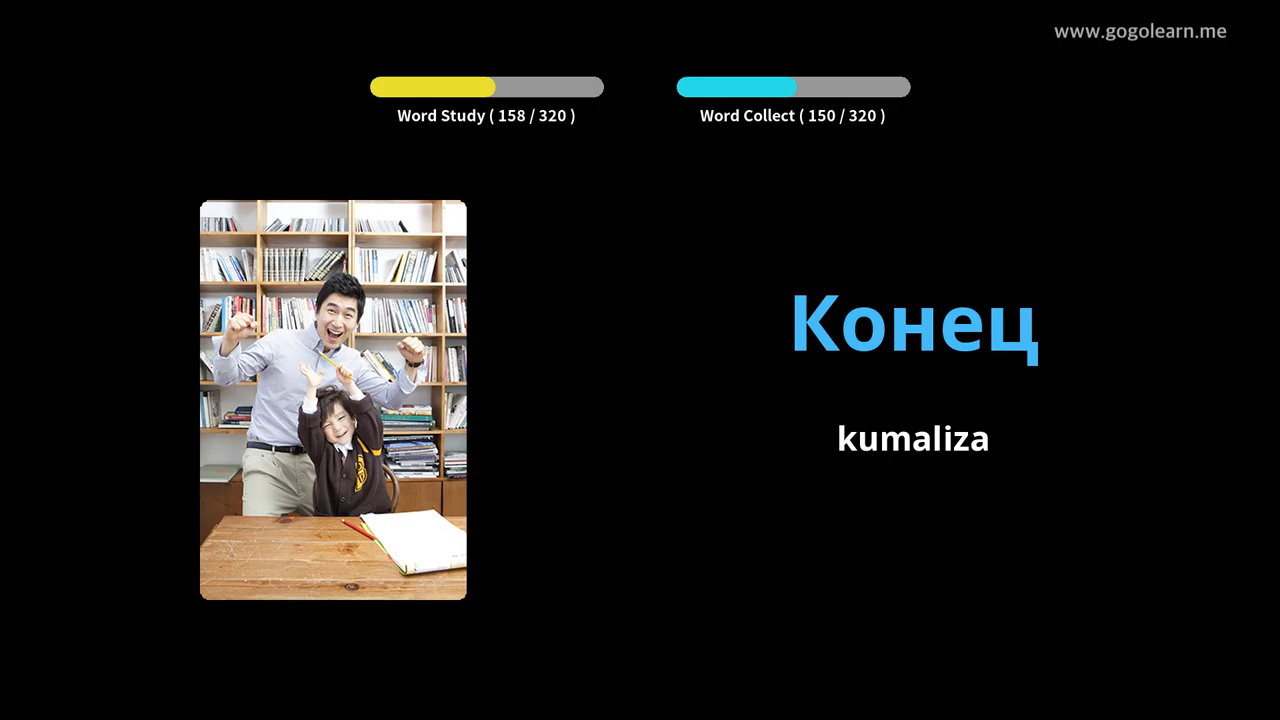 www.gogolearn.me
Word Study ( 158 / 320 )
Word Collect ( 150 / 320 )
Конец
kumaliza